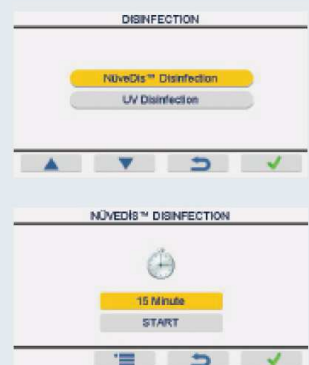 DISINFECTION
NüveDis™ Disinfection
UV Disinfection
NÜVEDİS™ DISINFECTION
15 Minute
START